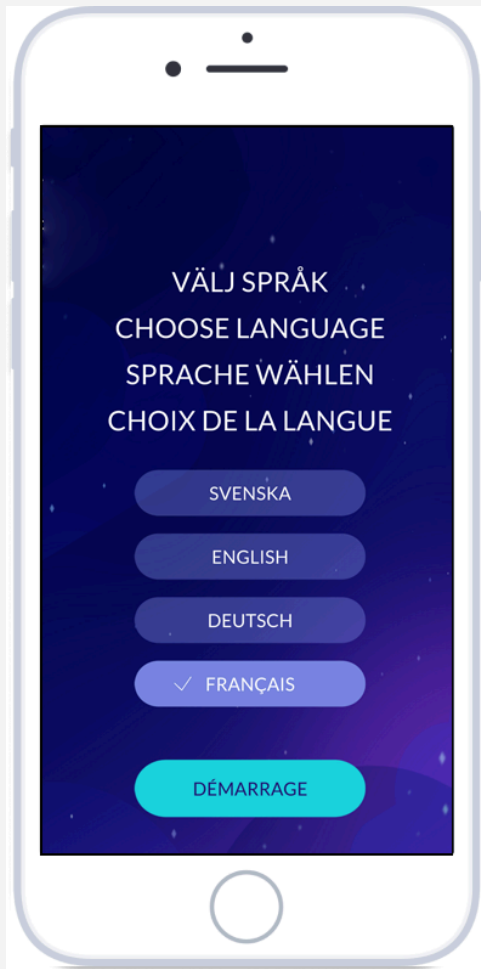 VÄLJ SPRÅK
CHOOSE LANGUAGE
SPRACHE WÄHLEN
CHOIX DE LA LANGUE
SVENSKA
ENGLISH
DEUTSCH
FRANÇAIS
DÉMARRAGE